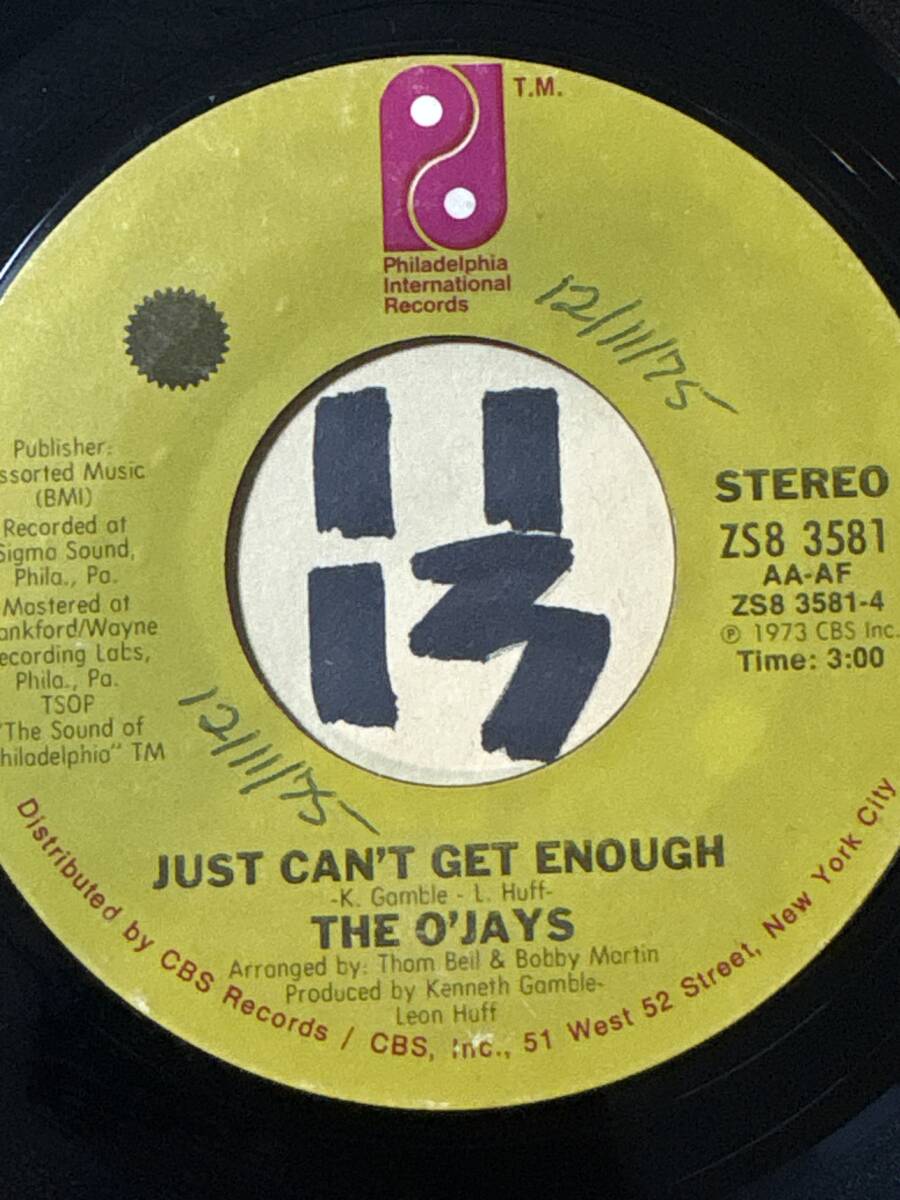 T.M.
Philadelphia
International
Records
12/11/75
Publisher:
ssorted Music
(BMI)
Recorded at
Sigma Sound,
Phila., Pa.
Mastered at
ankford/Wayne
ecording Labs,
Phila., Pa.
TSOP
"The Sound of
hiladelphia" TM
STEREO
ZS8 3581
AA-AF
ZS8 3581-4
℗ 1973 CBS Inc.
Time: 3:00
12/11/75
JUST CAN'T GET ENOUGH
-K. Gamble - L. Huff-
THE O'JAYS
Arranged by: Thom Bell & Bobby Martin
Produced by Kenneth Gamble-
Leon Huff
Distributed by CBS Records / CBS, Inc., 51 West 52 Street, New York City